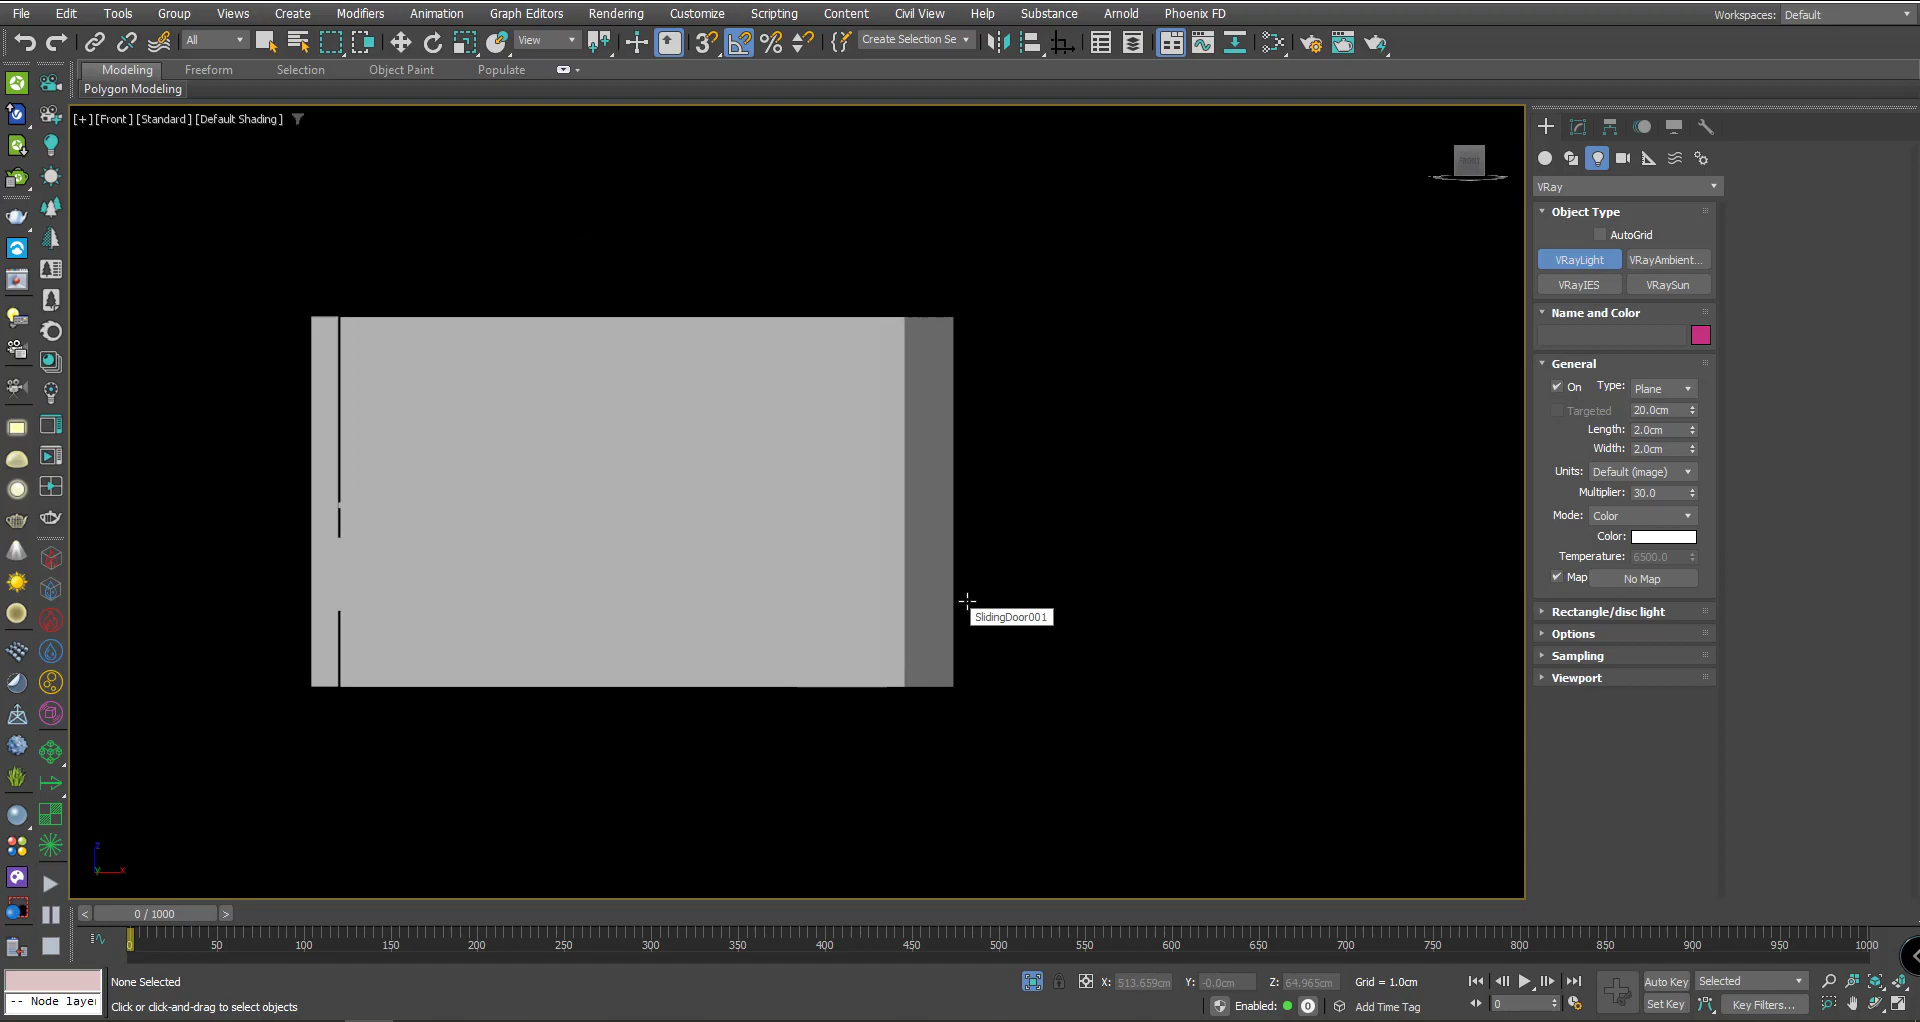 File Edit Tools Group Views Create Modifiers Animation Graph Editors Rendering Customize Scripting Content Civil View Help Substance Arnold Phoenix FD Workspaces: Default
All View Create Selection Se
Modeling Freeform Selection Object Paint Populate
Polygon Modeling
[+] [Front] [Standard] [Default Shading]
FRONT
VRay
Object Type
AutoGrid
VRayLight VRayAmbient...
VRayIES VRaySun
Name and Color
General
On Type: Plane
Targeted 20.0cm
Length: 2.0cm
Width: 2.0cm
Units: Default (image)
Multiplier: 30.0
Mode: Color
Color:
Temperature: 6500.0
Map No Map
Rectangle/disc light
Options
Sampling
Viewport
SlidingDoor001
z
y x
< 0 / 1000 >
0 50 100 150 200 250 300 350 400 450 500 550 600 650 700 750 800 850 900 950 1000
None Selected X: 513.659cm Y: -0.0cm Z: 64.965cm Grid = 1.0cm Auto Key Selected
-- Node layer Click or click-and-drag to select objects Enabled: 0 Add Time Tag 0 Set Key Key Filters...